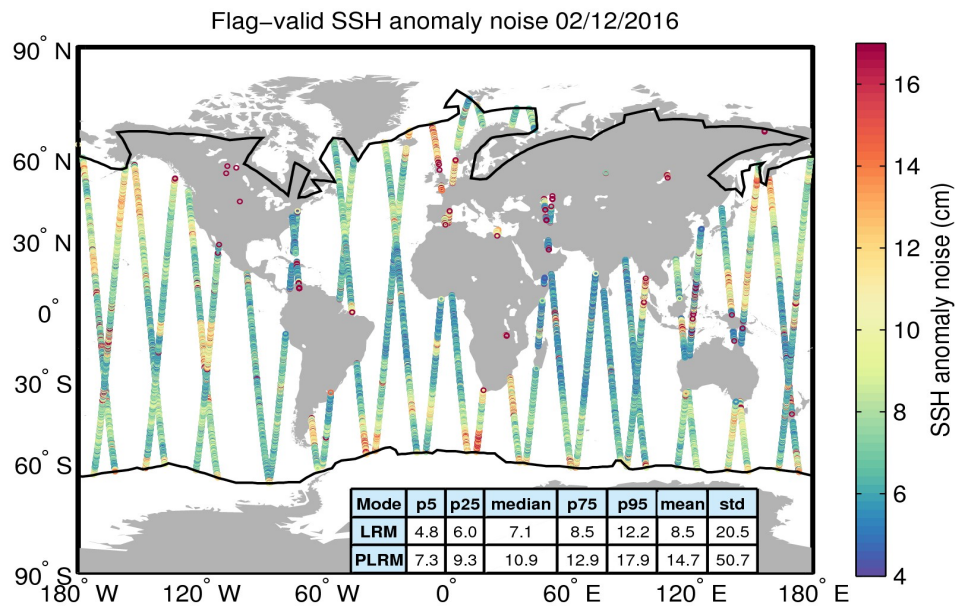 Flag−valid SSH anomaly noise 02/12/2016
90° N
60° N
30° N
0°
30° S
60° S
90° S
180° W 120° W 60° W 0° 60° E 120° E 180° E
16
14
12
10
8
6
4
SSH anomaly noise (cm)
Mode p5 p25 median p75 p95 mean std
LRM 4.8 6.0 7.1 8.5 12.2 8.5 20.5
PLRM 7.3 9.3 10.9 12.9 17.9 14.7 50.7